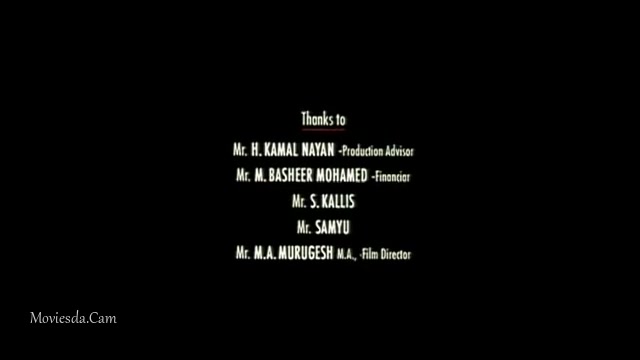 Thanks to
Mr. H. KAMAL NAYAN -Production Advisor
Mr. M. BASHEER MOHAMED -Financiar
Mr. S. KALLIS
Mr. SAMYU
Mr. M.A. MURUGESH M.A., -Film Director
Moviesda.Cam